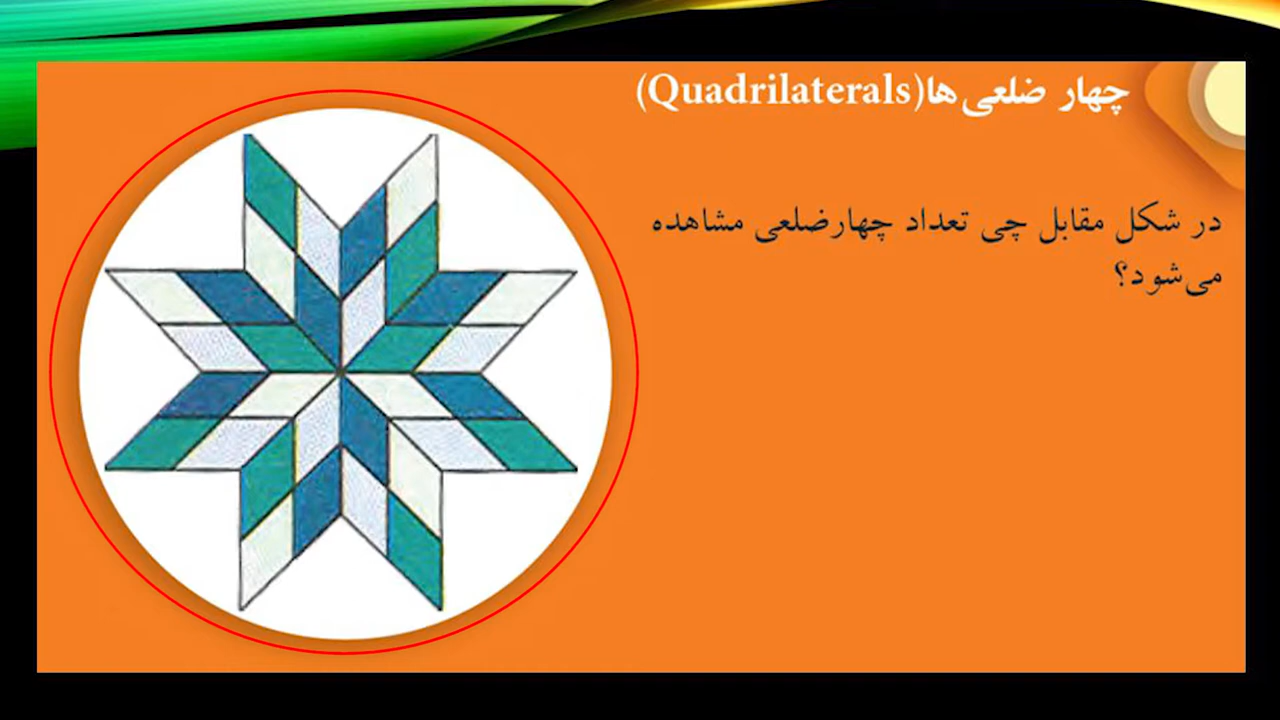 چهار ضلعی‌ها(Quadrilaterals)
در شکل مقابل چی تعداد چهارضلعی مشاهده
می‌شود؟